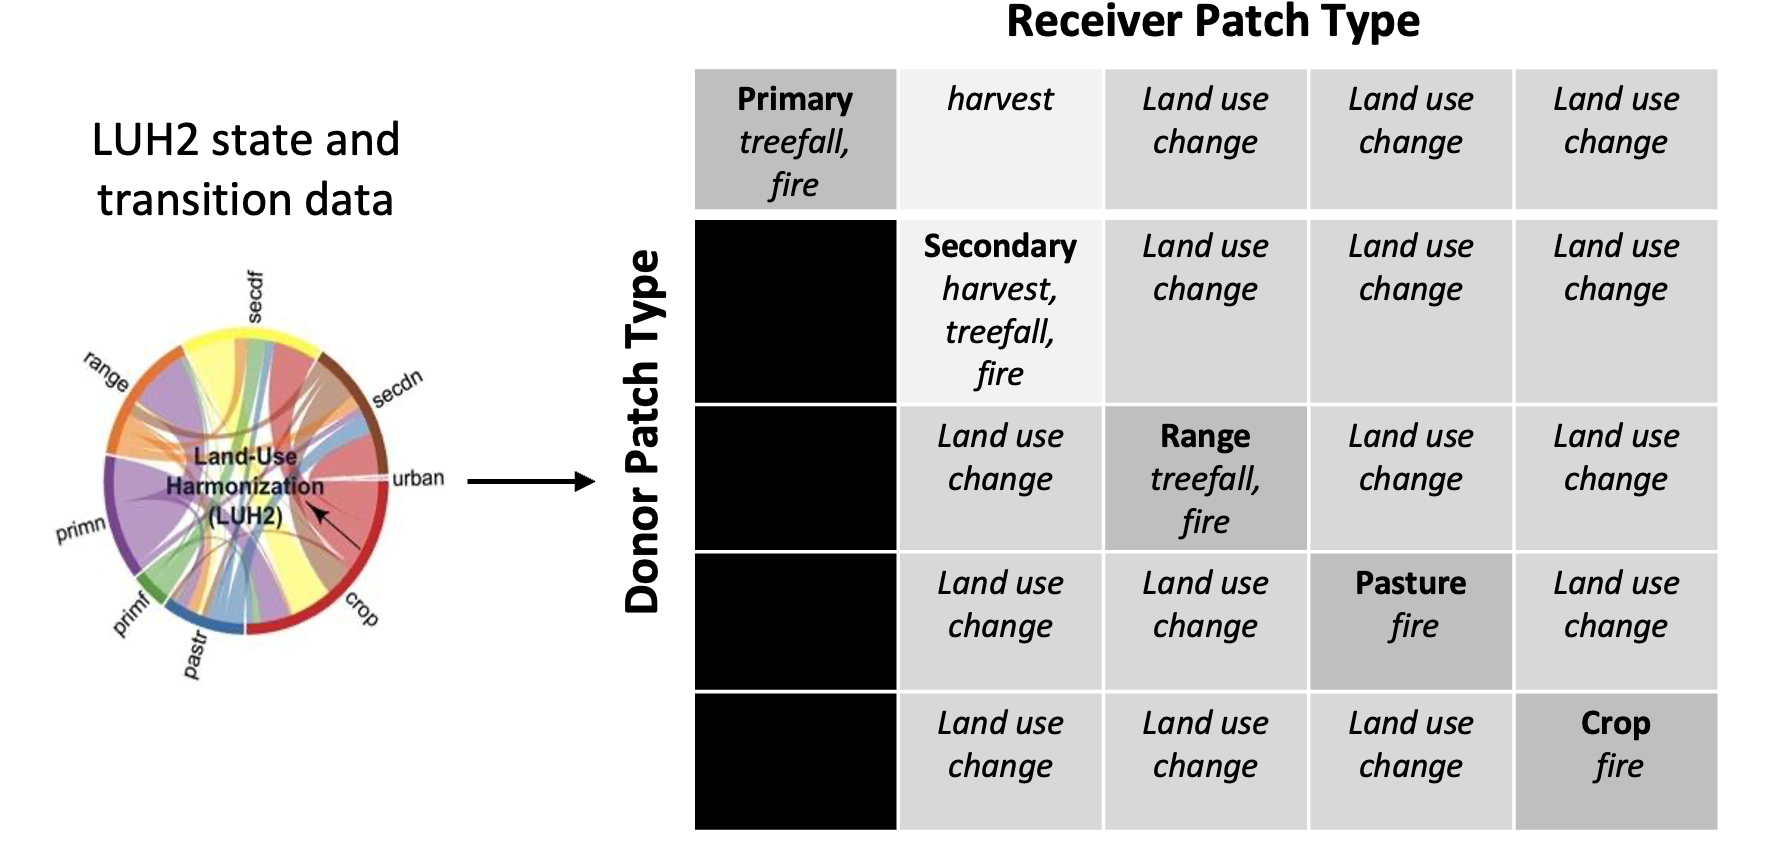 LUH2 state and
transition data
secdf
range
secdn
Land-Use
Harmonization
(LUH2)
urban
primn
primf
crop
pastr
Receiver Patch Type
Donor Patch Type
Primary
treefall,
fire
harvest
Land use
change
Land use
change
Land use
change
Secondary
harvest,
treefall,
fire
Land use
change
Land use
change
Land use
change
Land use
change
Range
treefall,
fire
Land use
change
Land use
change
Land use
change
Land use
change
Pasture
fire
Land use
change
Land use
change
Land use
change
Land use
change
Crop
fire